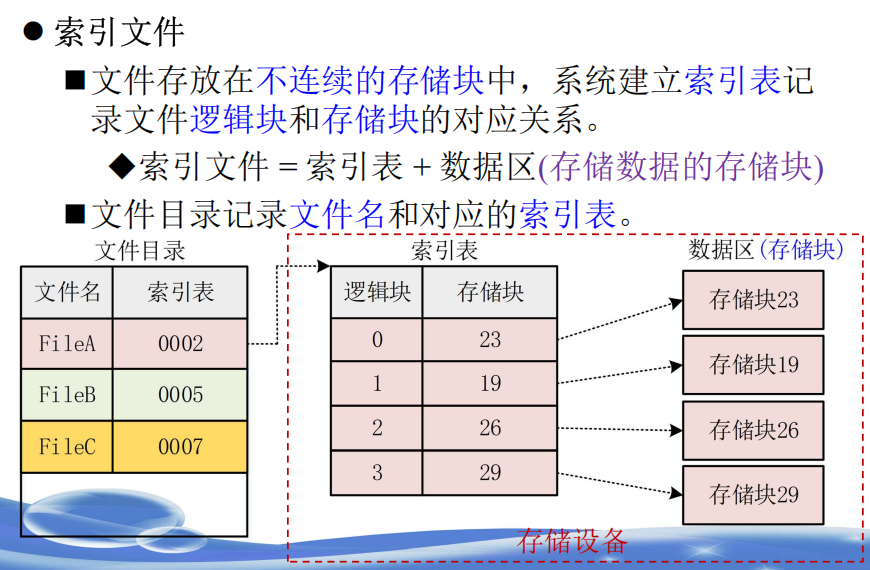 ● 索引文件
■文件存放在不连续的存储块中，系统建立索引表记
录文件逻辑块和存储块的对应关系。
◆索引文件 = 索引表 + 数据区(存储数据的存储块)
■文件目录记录文件名和对应的索引表。
文件目录
文件名 索引表
FileA 0002
FileB 0005
FileC 0007
索引表
逻辑块 存储块
0 23
1 19
2 26
3 29
数据区(存储块)
存储块23
存储块19
存储块26
存储块29
存储设备